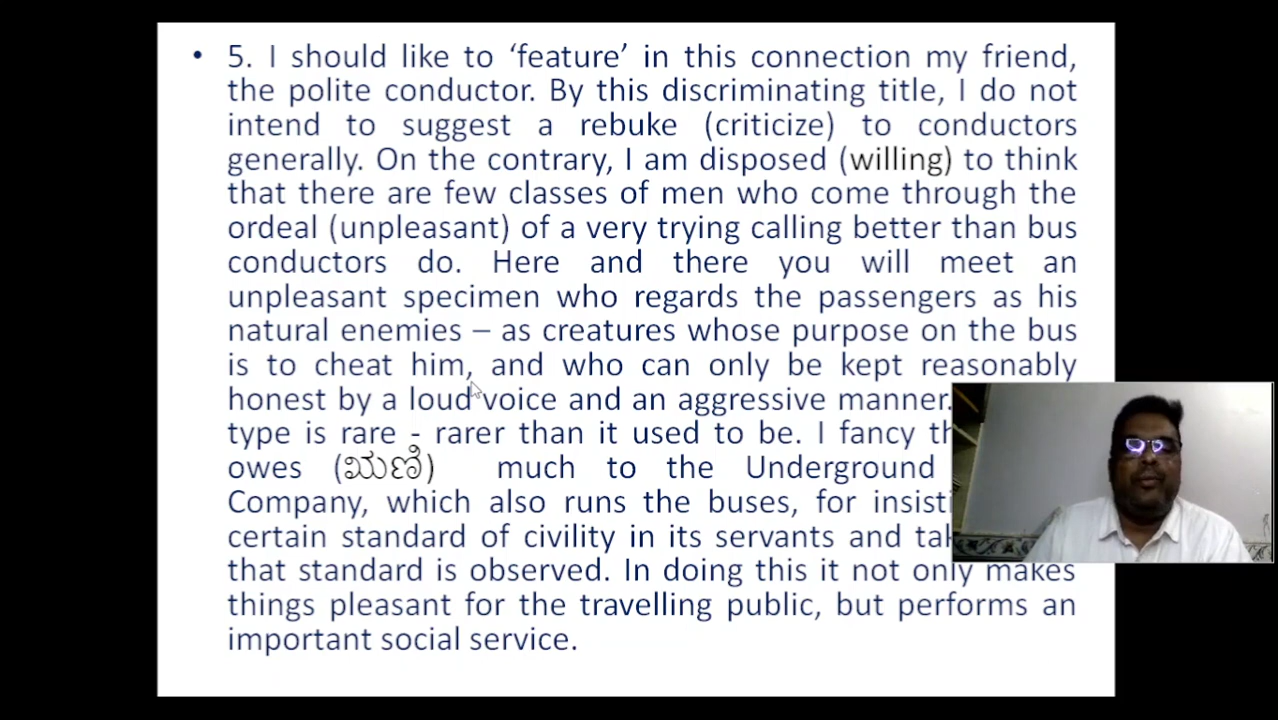 • 5. I should like to ‘feature’ in this connection my friend,
the polite conductor. By this discriminating title, I do not
intend to suggest a rebuke (criticize) to conductors
generally. On the contrary, I am disposed (willing) to think
that there are few classes of men who come through the
ordeal (unpleasant) of a very trying calling better than bus
conductors do. Here and there you will meet an
unpleasant specimen who regards the passengers as his
natural enemies – as creatures whose purpose on the bus
is to cheat him, and who can only be kept reasonably
honest by a loud voice and an aggressive manner.
type is rare - rarer than it used to be. I fancy
owes (ಋಣಿ) much to the Underground
Company, which also runs the buses, for
certain standard of civility in its servants and
that standard is observed. In doing this it not only makes
things pleasant for the travelling public, but performs an
important social service.